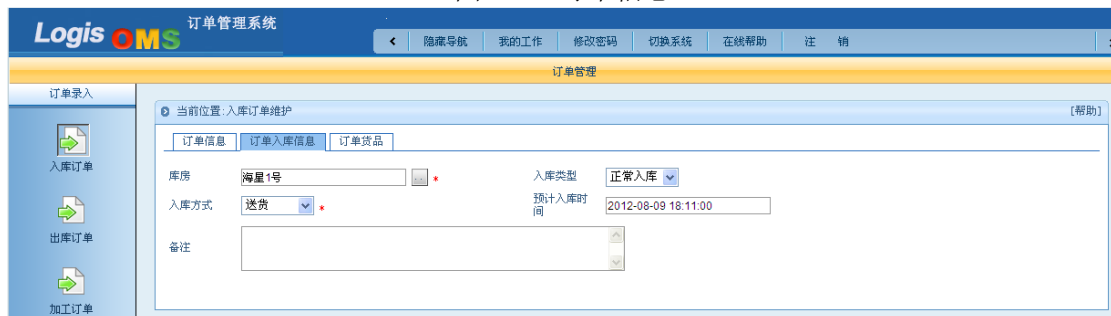 Logis OMS 订单管理系统
隐藏导航 我的工作 修改密码 切换系统 在线帮助 注 销
订单管理
订单录入
当前位置:入库订单维护 [帮助]
订单信息 订单入库信息 订单货品
入库订单
库房 海星1号 .. * 入库类型 正常入库
入库方式 送货 * 预计入库时间 2012-08-09 18:11:00
出库订单
备注
加工订单